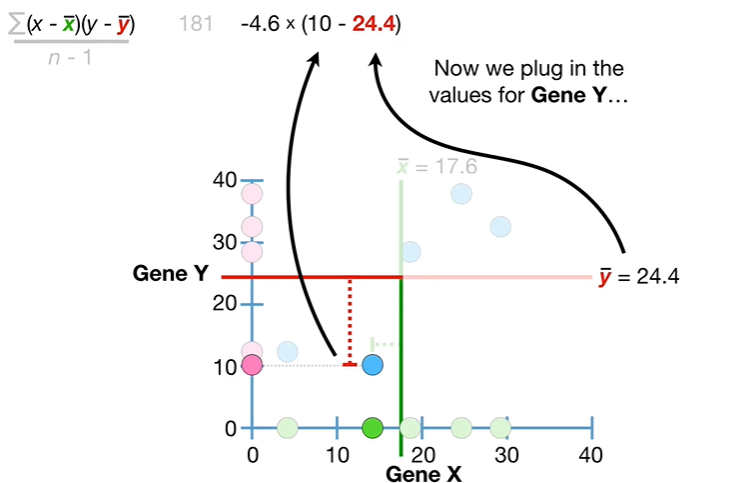 ∑(x - x̅)(y - y̅)
n - 1
181
-4.6 × (10 - 24.4)
Now we plug in the
values for Gene Y…
x̅ = 17.6
40
30
Gene Y
y̅ = 24.4
20
10
0
0 10 20 30 40
Gene X